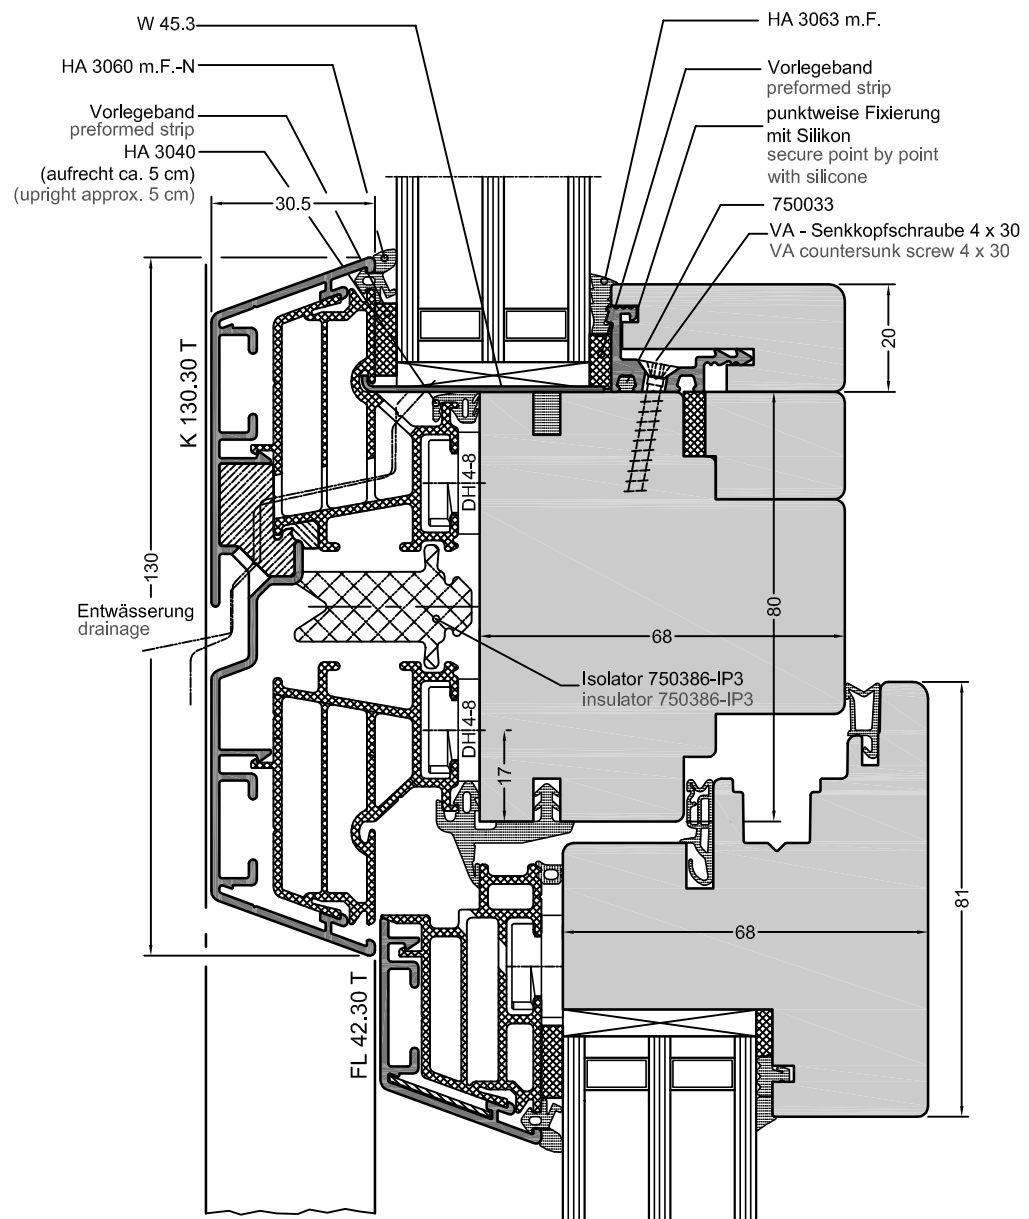 W 45.3
HA 3060 m.F.-N
Vorlegeband
preformed strip
HA 3040
(aufrecht ca. 5 cm)
(upright approx. 5 cm)
HA 3063 m.F.
Vorlegeband
preformed strip
punktweise Fixierung
mit Silikon
secure point by point
with silicone
750033
VA - Senkkopfschraube 4 x 30
VA countersunk screw 4 x 30
30.5
20
K 130.30 T
DH 4-8
130
80
Entwässerung
drainage
68
Isolator 750386-IP3
insulator 750386-IP3
DH 4-8
17
81
68
FL 42.30 T